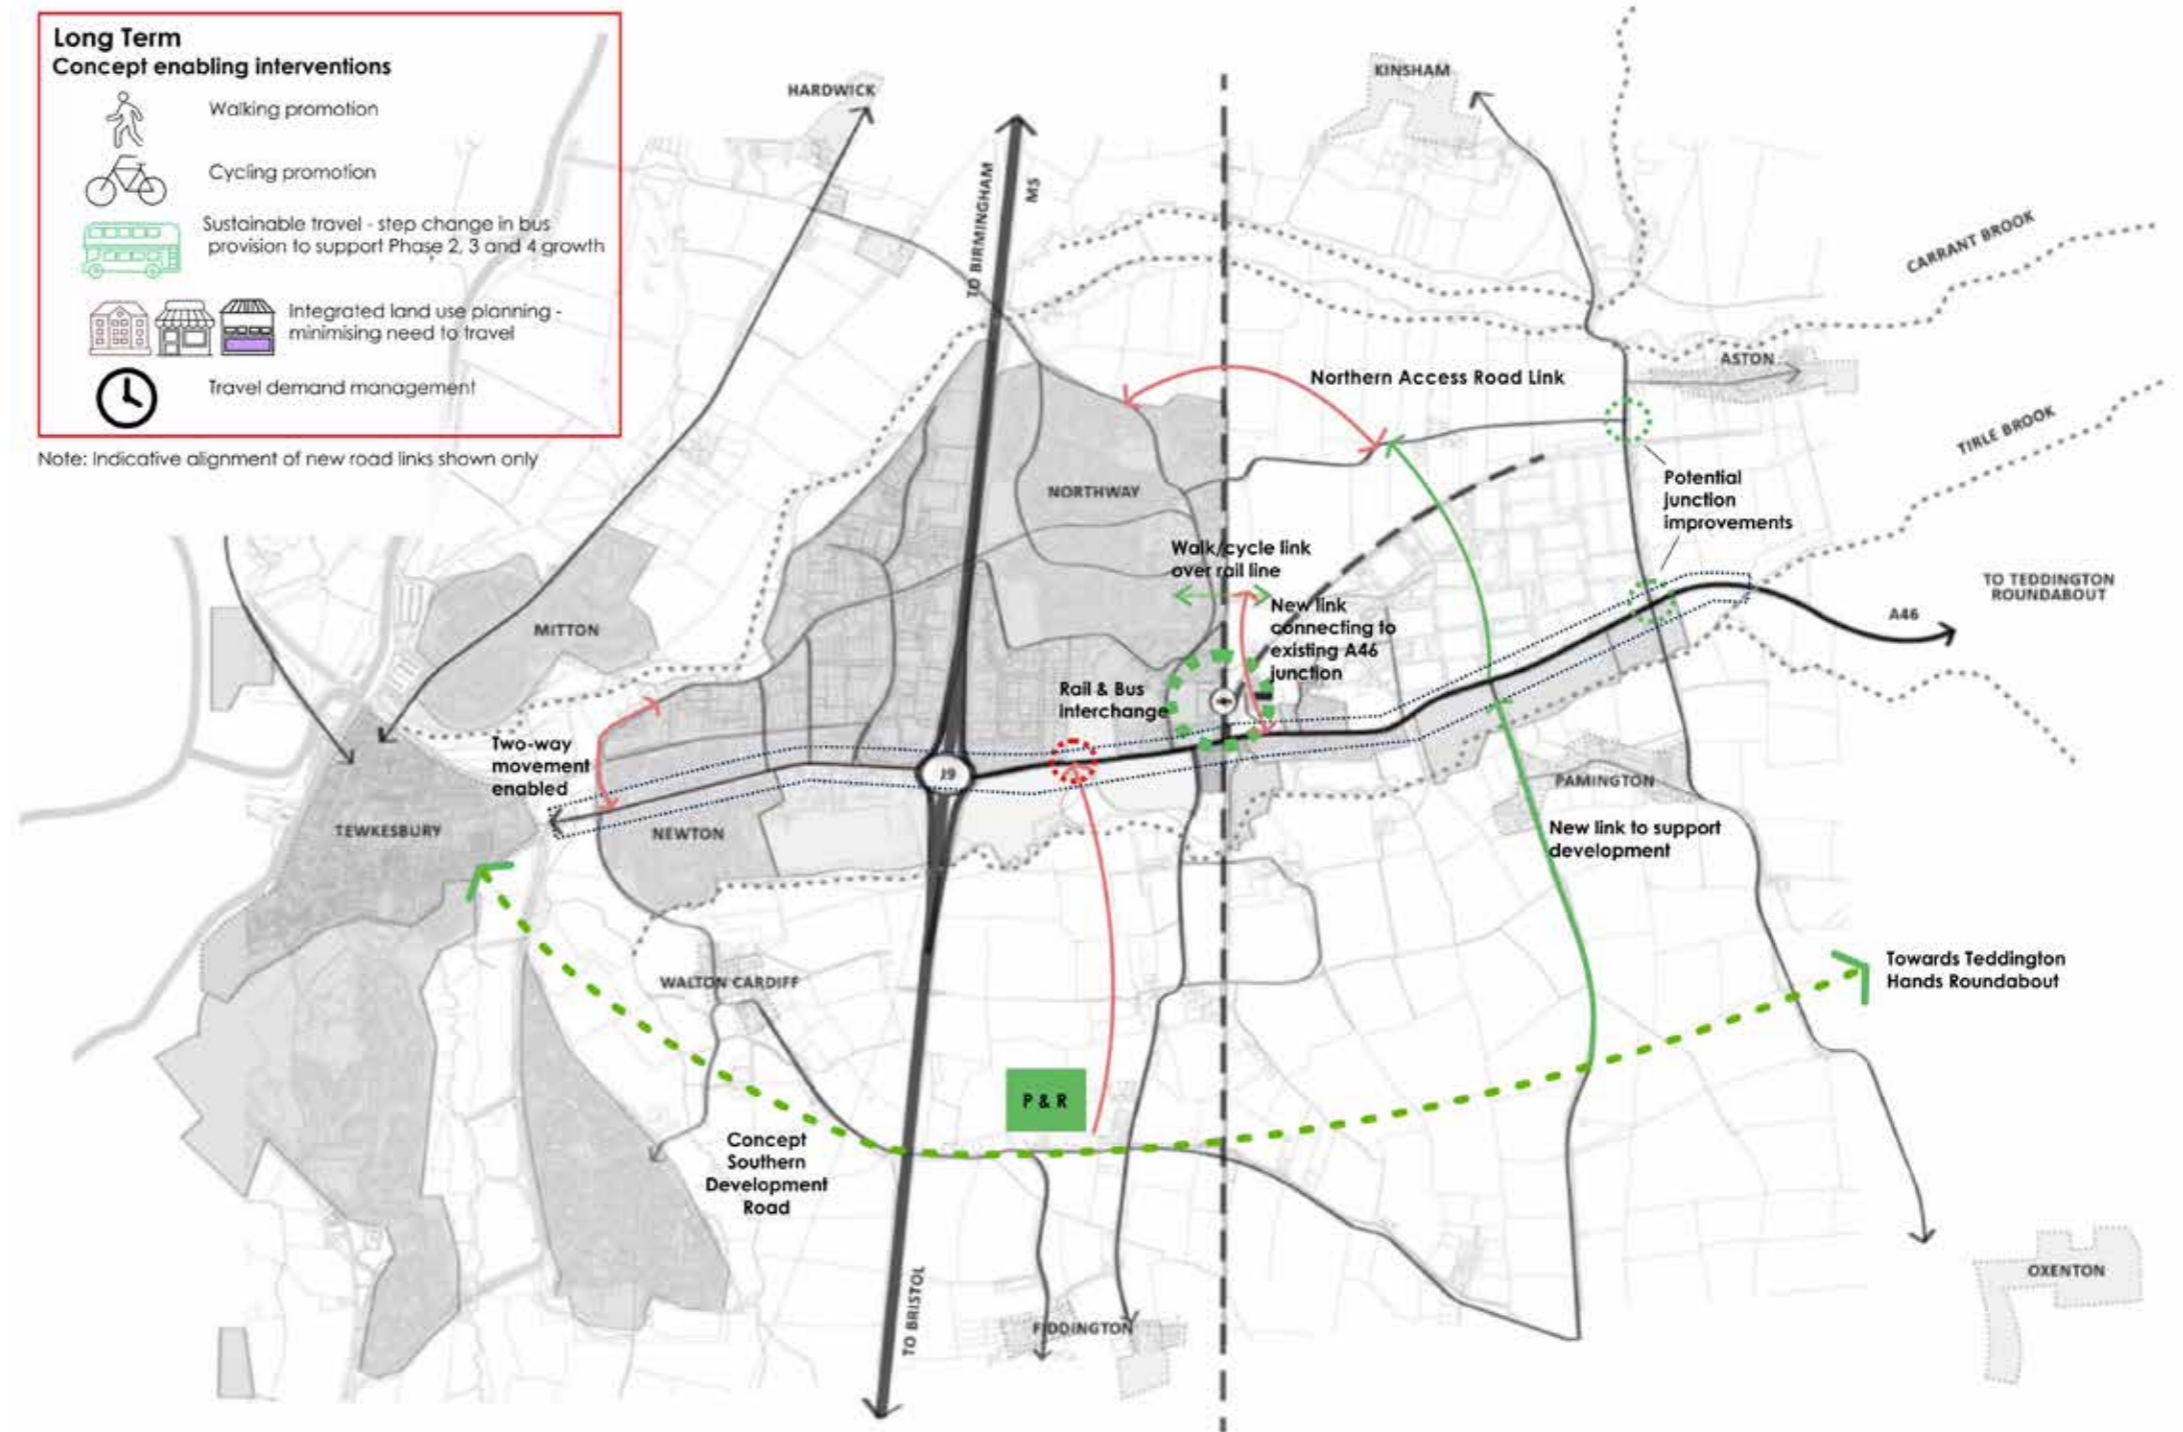 Long Term
Concept enabling interventions
Walking promotion
Cycling promotion
Sustainable travel - step change in bus
provision to support Phase 2, 3 and 4 growth
Integrated land use planning -
minimising need to travel
Travel demand management
Note: Indicative alignment of new road links shown only
HARDWICK
KINSHAM
TO BIRMINGHAM
M5
CARRANT BROOK
ASTON
Northern Access Road Link
TIRLE BROOK
NORTHWAY
Potential
junction
improvements
Walk/cycle link
over rail line
TO TEDDINGTON
ROUNDABOUT
A46
New link
connecting to
existing A46
junction
MITTON
Rail & Bus
Interchange
Two-way
movement
enabled
J9
PAMINGTON
TEWKESBURY
NEWTON
New link to support
development
WALTON CARDIFF
Towards Teddington
Hands Roundabout
P & R
Concept
Southern
Development
Road
TO BRISTOL
FIDDINGTON
OXENTON